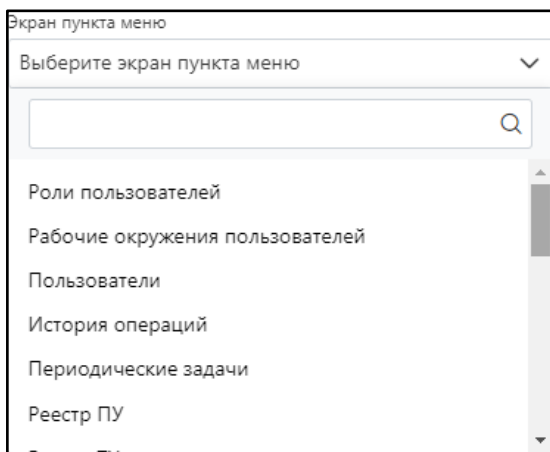 Экран пункта меню
Выберите экран пункта меню
Роли пользователей
Рабочие окружения пользователей
Пользователи
История операций
Периодические задачи
Реестр ПУ